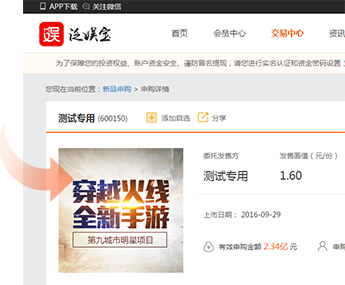 APP下载 关注微信
娱 泛娱宝 首页 会员中心 交易中心 资讯
为了保障您的投资权益、账户资金安全、谨防冒名提现，请您进行实名认证和资金密码设置
您现在当前位置：新品申购 > 申购详情
测试专用 (600150) 添加自选 分享
委托发售方 发售面值（元/份）
测试专用 1.60
穿越火线
全新手游
第九城市明星项目
上市日期： 2016-09-29
有效申购金额 2.34亿 元 申购人